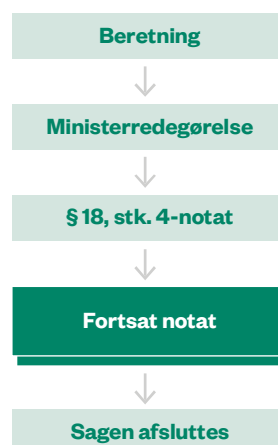 Beretning
Ministerredegørelse
§ 18, stk. 4-notat
Fortsat notat
Sagen afsluttes